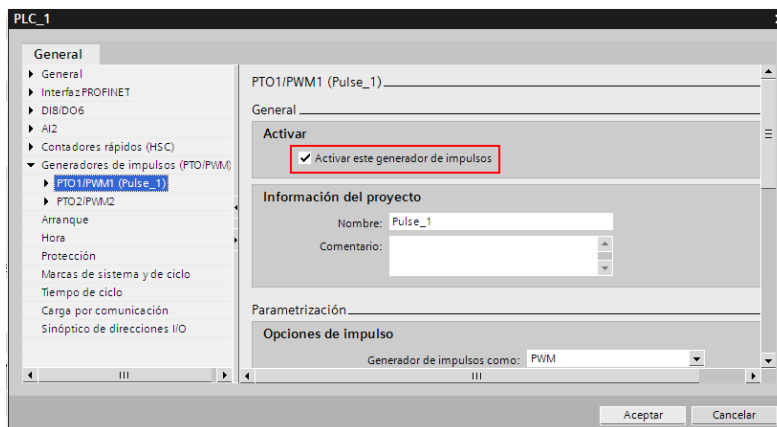 PLC_1
General
General
Interfaz PROFINET
DI8/DO6
AI2
Contadores rápidos (HSC)
Generadores de impulsos (PTO/PWM)
PTO1/PWM1 (Pulse_1)
PTO2/PWM2
Arranque
Hora
Protección
Marcas de sistema y de ciclo
Tiempo de ciclo
Carga por comunicación
Sinóptico de direcciones I/O
PTO1/PWM1 (Pulse_1)
General
Activar
Activar este generador de impulsos
Información del proyecto
Nombre: Pulse_1
Comentario:
Parametrización
Opciones de impulso
Generador de impulsos como: PWM
Aceptar
Cancelar